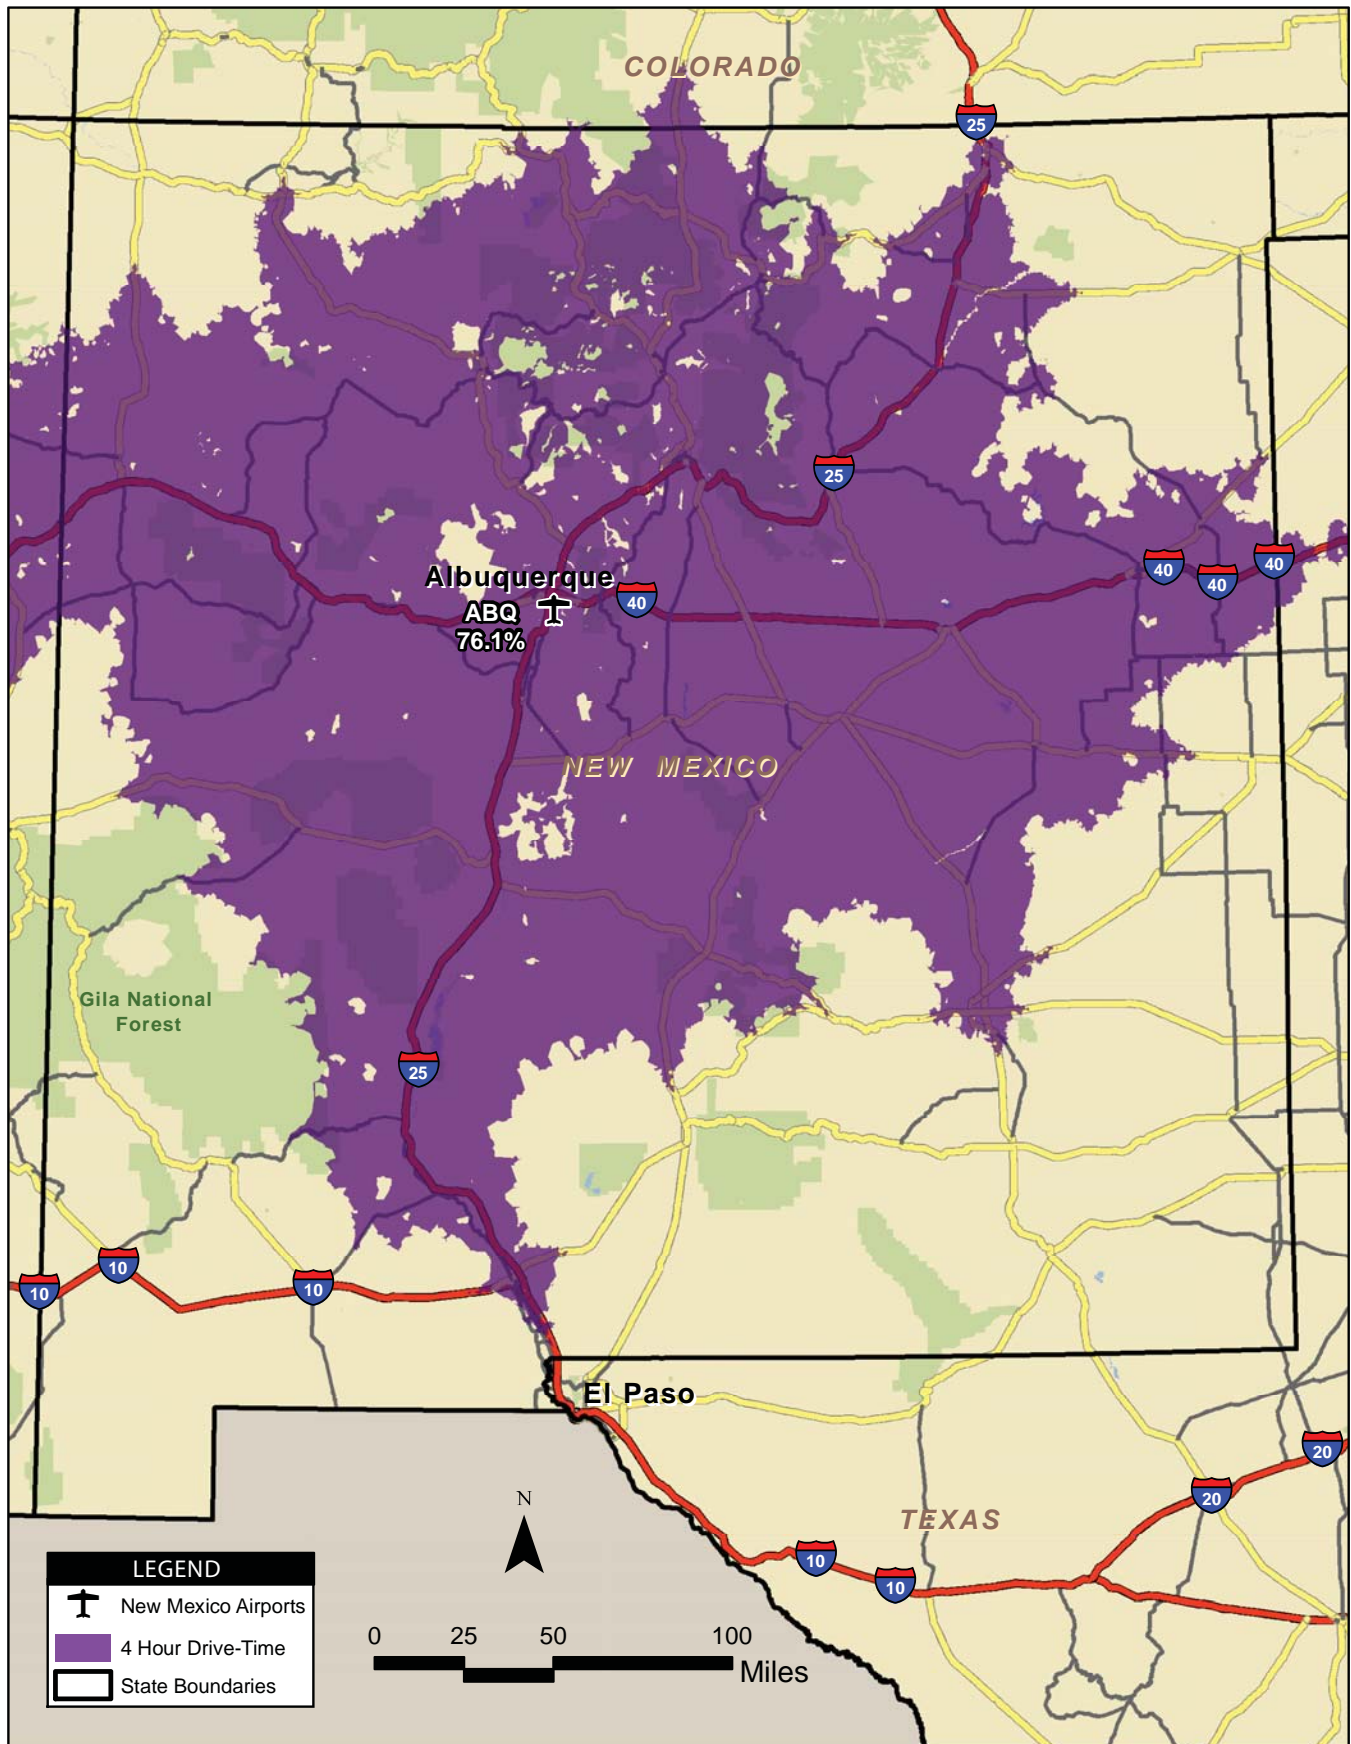 COLORADO
25
25
Albuquerque
ABQ
76.1%
40
40
40
40
NEW MEXICO
Gila National
Forest
25
10
10
10
El Paso
20
20
TEXAS
10
10
N
LEGEND
New Mexico Airports
4 Hour Drive-Time
State Boundaries
0 25 50 100
Miles